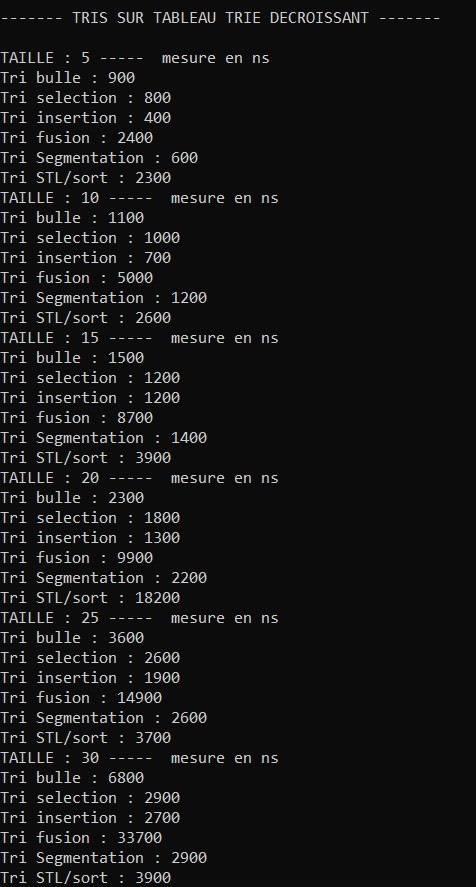 ------- TRIS SUR TABLEAU TRIE DECROISSANT -------
TAILLE : 5 -----  mesure en ns
Tri bulle : 900
Tri selection : 800
Tri insertion : 400
Tri fusion : 2400
Tri Segmentation : 600
Tri STL/sort : 2300
TAILLE : 10 -----  mesure en ns
Tri bulle : 1100
Tri selection : 1000
Tri insertion : 700
Tri fusion : 5000
Tri Segmentation : 1200
Tri STL/sort : 2600
TAILLE : 15 -----  mesure en ns
Tri bulle : 1500
Tri selection : 1200
Tri insertion : 1200
Tri fusion : 8700
Tri Segmentation : 1400
Tri STL/sort : 3900
TAILLE : 20 -----  mesure en ns
Tri bulle : 2300
Tri selection : 1800
Tri insertion : 1300
Tri fusion : 9900
Tri Segmentation : 2200
Tri STL/sort : 18200
TAILLE : 25 -----  mesure en ns
Tri bulle : 3600
Tri selection : 2600
Tri insertion : 1900
Tri fusion : 14900
Tri Segmentation : 2600
Tri STL/sort : 3700
TAILLE : 30 -----  mesure en ns
Tri bulle : 6800
Tri selection : 2900
Tri insertion : 2700
Tri fusion : 33700
Tri Segmentation : 2900
Tri STL/sort : 3900